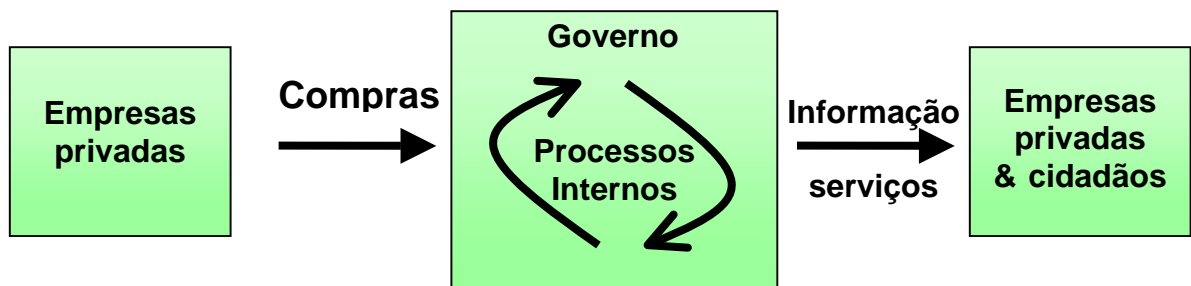 Empresas
privadas
Compras
Governo
Processos
Internos
Informação
serviços
Empresas
privadas
& cidadãos